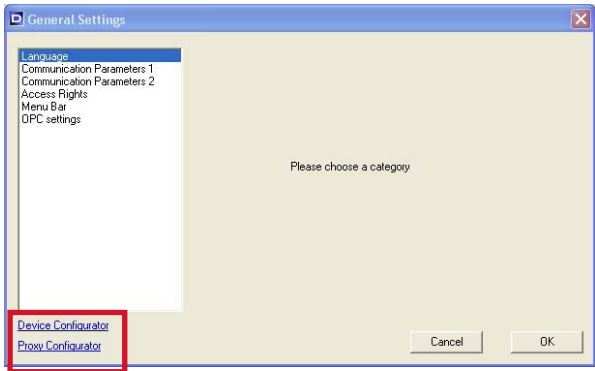 General Settings
Language
Communication Parameters 1
Communication Parameters 2
Access Rights
Menu Bar
OPC settings
Please choose a category
Device Configurator
Proxy Configurator
Cancel
OK